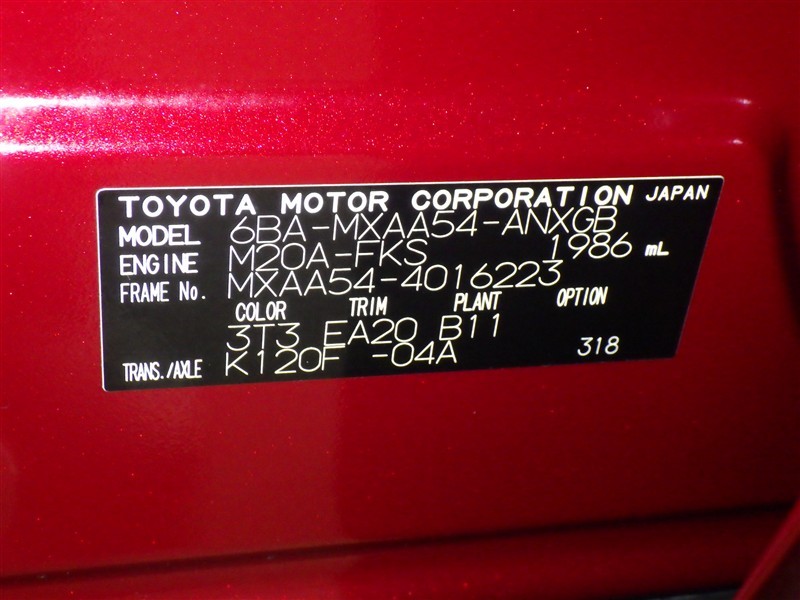 TOYOTA MOTOR CORPORATION JAPAN
MODEL 6BA-MXAA54-ANXGB
ENGINE M20A-FKS 1986 mL
FRAME No. MXAA54-4016223
COLOR TRIM PLANT OPTION
3T3 EA20 B11
TRANS./AXLE K120F -04A 318